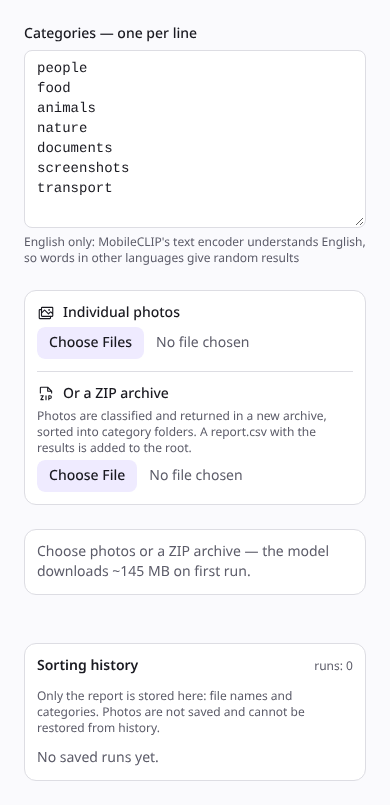 Categories — one per line
people
food
animals
nature
documents
screenshots
transport
English only: MobileCLIP's text encoder understands English,
so words in other languages give random results
Individual photos
Choose Files No file chosen
ZIP Or a ZIP archive
Photos are classified and returned in a new archive,
sorted into category folders. A report.csv with the
results is added to the root.
Choose File No file chosen
Choose photos or a ZIP archive — the model
downloads ~145 MB on first run.
Sorting history runs: 0
Only the report is stored here: file names and
categories. Photos are not saved and cannot be
restored from history.
No saved runs yet.